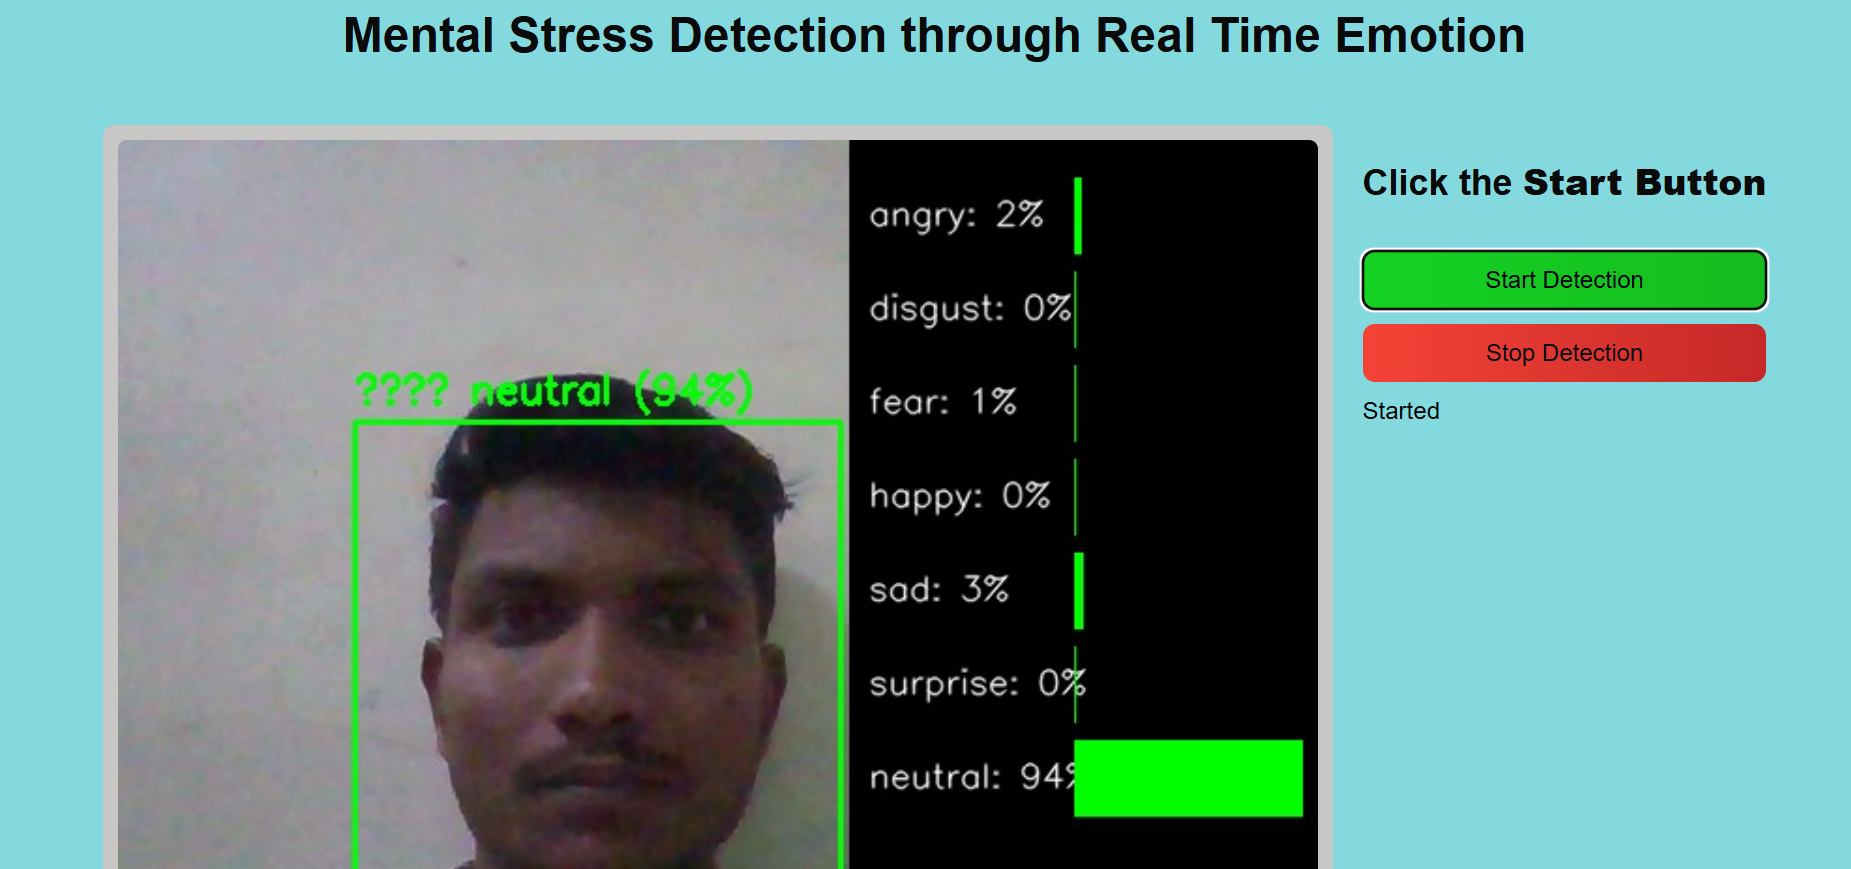 Mental Stress Detection through Real Time Emotion
???? neutral (94%)
angry: 2%
disgust: 0%
fear: 1%
happy: 0%
sad: 3%
surprise: 0%
neutral: 94%
Click the Start Button
Start Detection
Stop Detection
Started